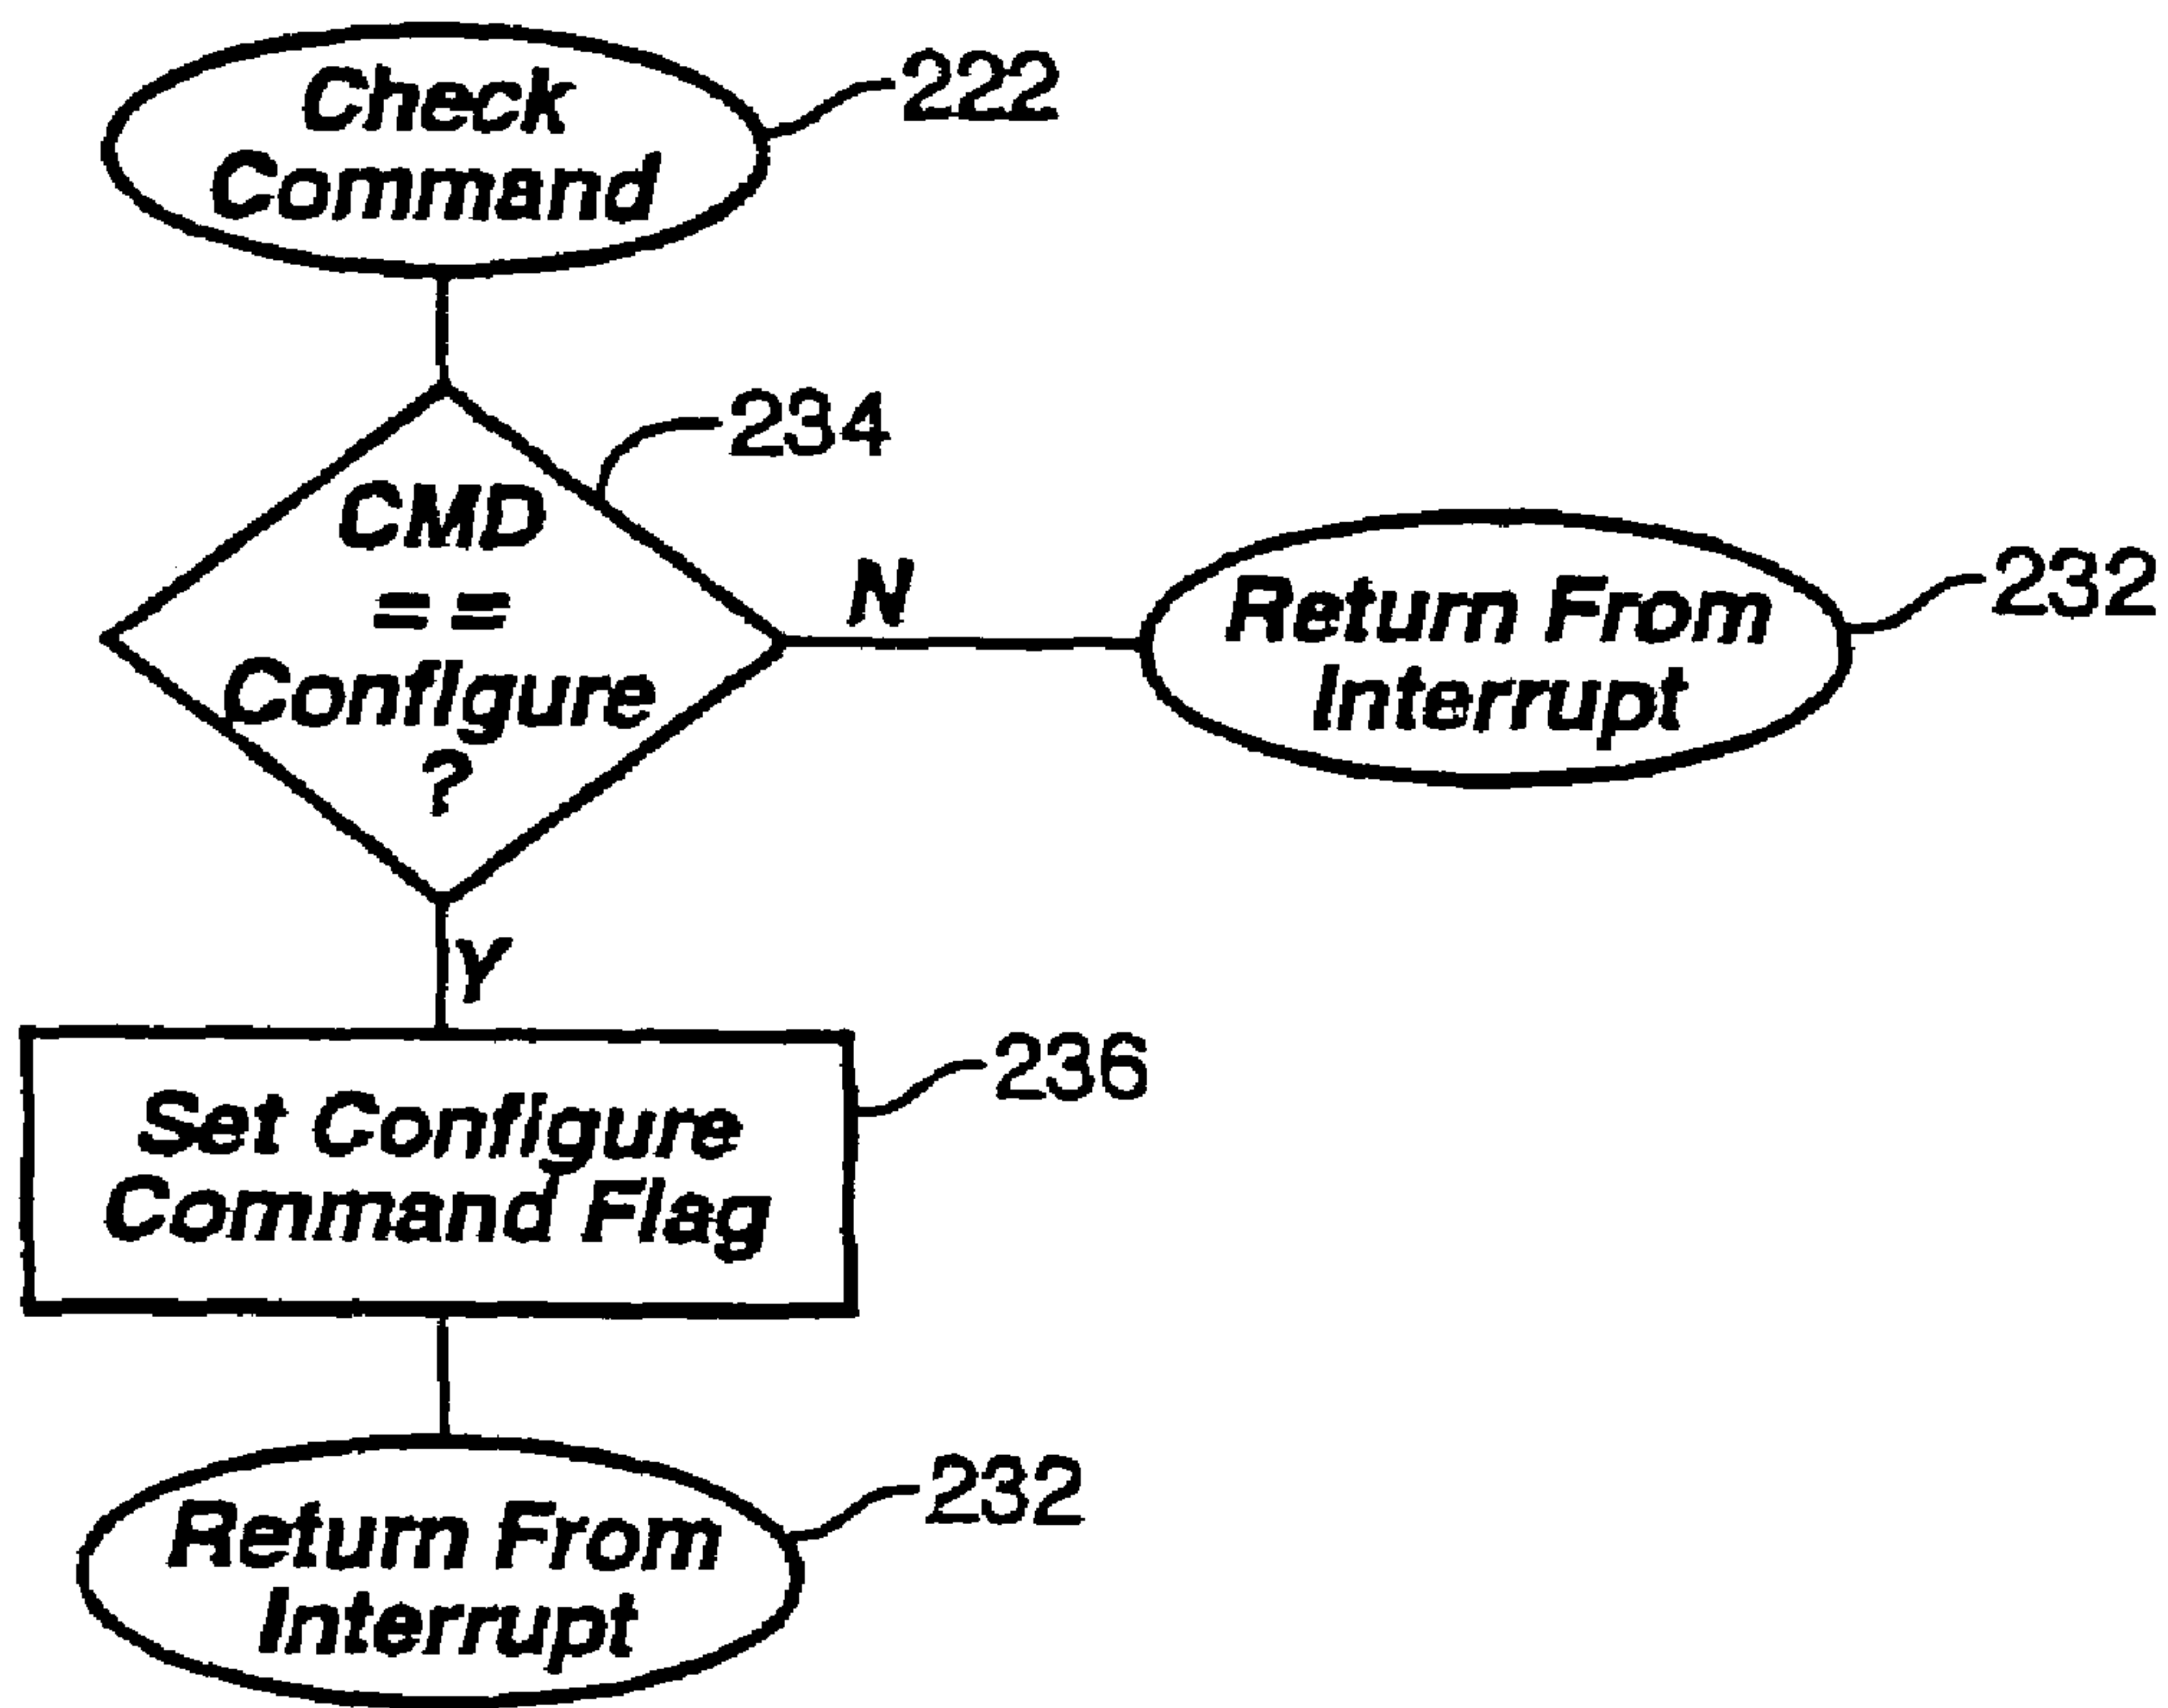 Check
Command
222
CMD
==
Configure
?
234
N
Return From
Interrupt
232
Y
Set Configure
Command Flag
236
Return From
Interrupt
232